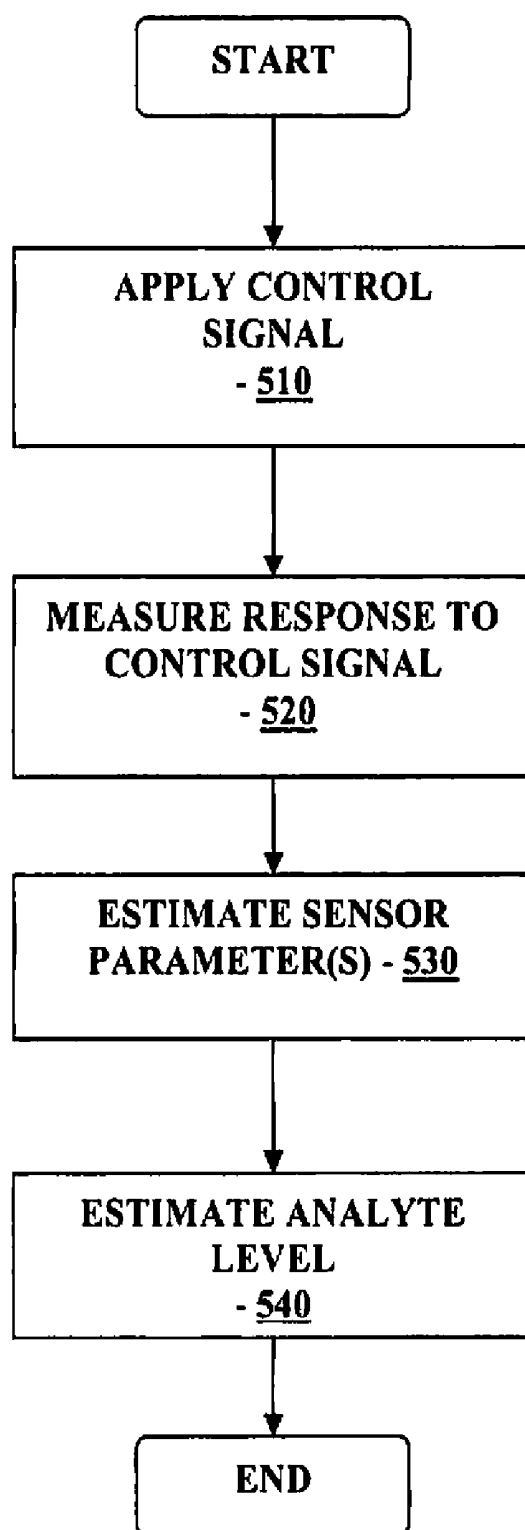 START
APPLY CONTROL
SIGNAL
- 510
MEASURE RESPONSE TO
CONTROL SIGNAL
- 520
ESTIMATE SENSOR
PARAMETER(S) - 530
ESTIMATE ANALYTE
LEVEL
- 540
END